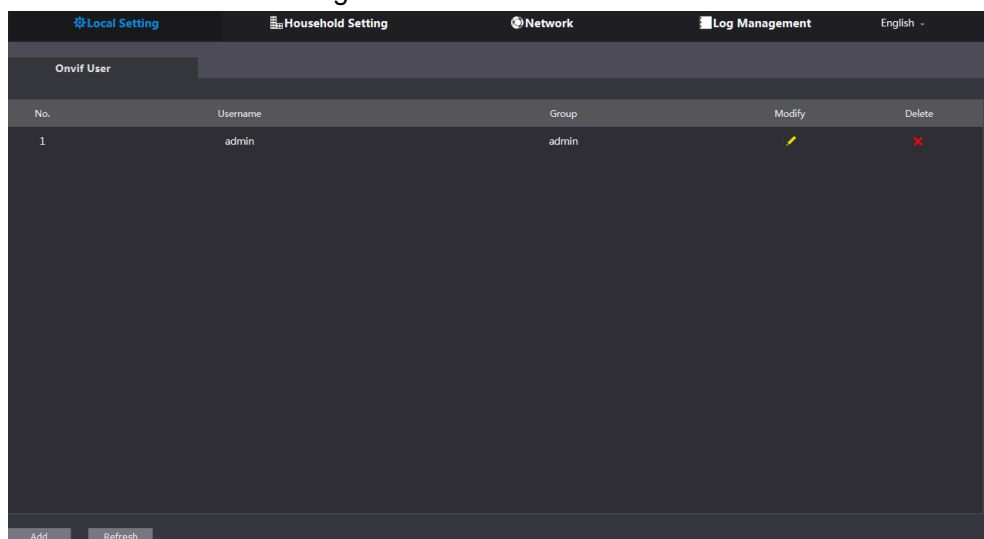 Local Setting Household Setting Network Log Management English
Onvif User
No. Username Group Modify Delete
1 admin admin
Add Refresh